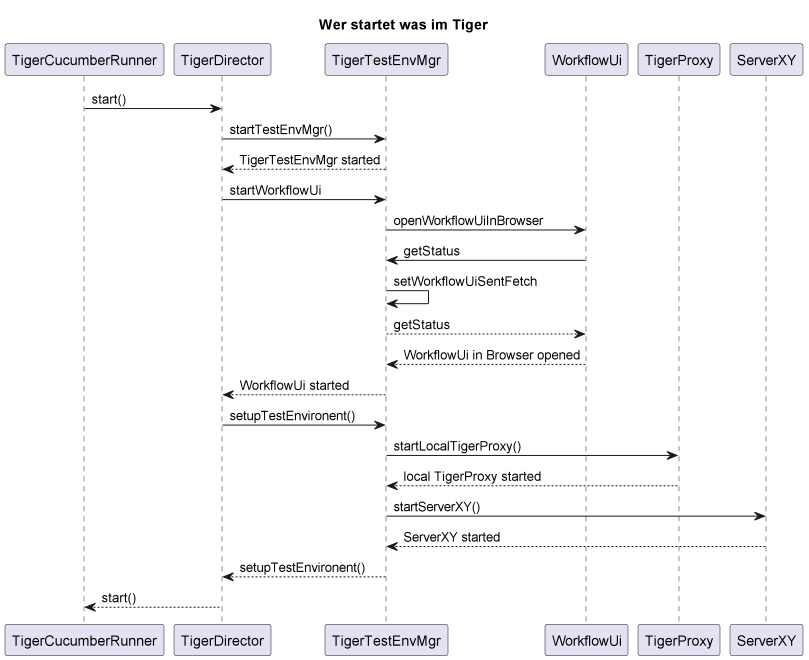 Wer startet was im Tiger
TigerCucumberRunner TigerDirector TigerTestEnvMgr WorkflowUi TigerProxy ServerXY
start()
startTestEnvMgr()
TigerTestEnvMgr started
startWorkflowUi
openWorkflowUiInBrowser
getStatus
setWorkflowUiSentFetch
getStatus
WorkflowUi in Browser opened
WorkflowUi started
setupTestEnvironent()
startLocalTigerProxy()
local TigerProxy started
startServerXY()
ServerXY started
setupTestEnvironent()
start()
TigerCucumberRunner TigerDirector TigerTestEnvMgr WorkflowUi TigerProxy ServerXY